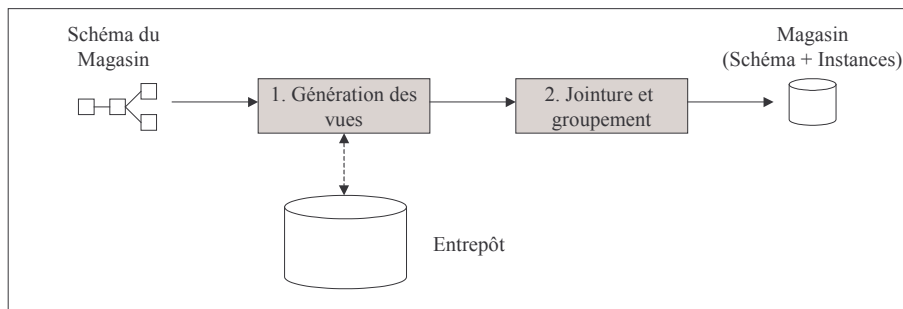 Schéma du
Magasin
1. Génération des
vues
2. Jointure et
groupement
Magasin
(Schéma + Instances)
Entrepôt